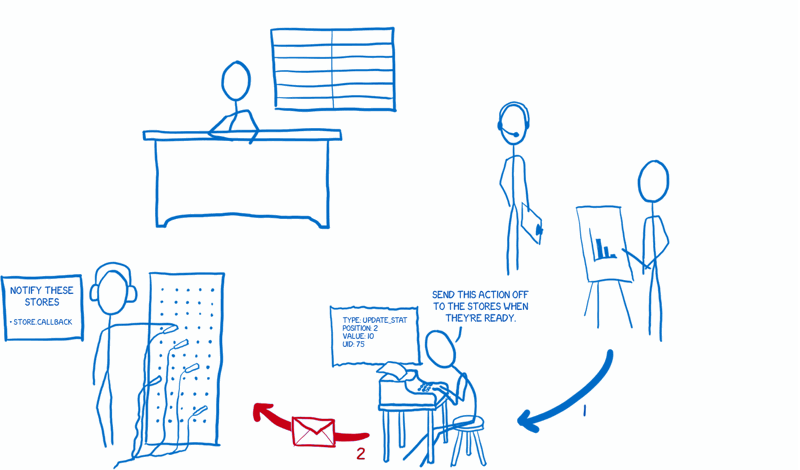 SEND THIS ACTION OFF
TO THE STORES WHEN
THEY'RE READY.
NOTIFY THESE
STORES
• STORE.CALLBACK
TYPE: UPDATE_STAT
POSITION: 2
VALUE: 10
UID: 75
1
2